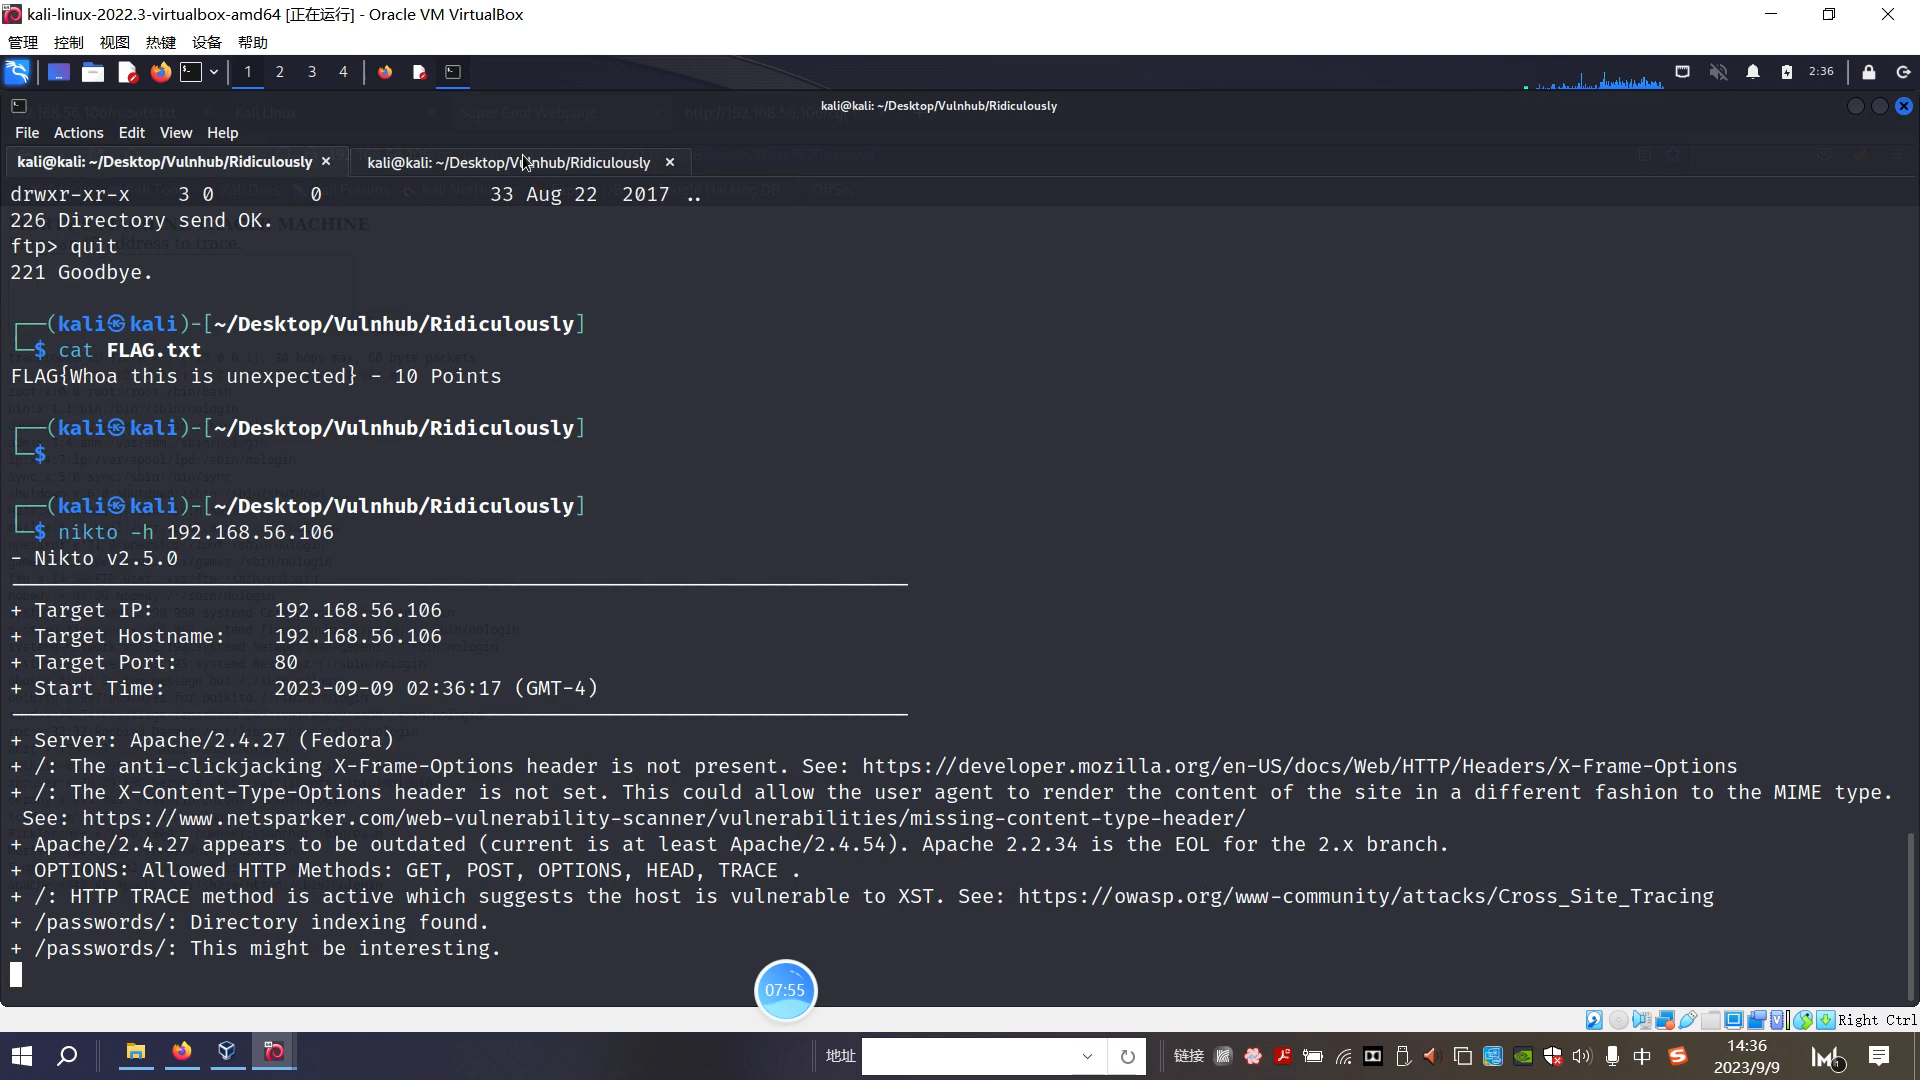 kali-linux-2022.3-virtualbox-amd64 [正在运行] - Oracle VM VirtualBox
管理 控制 视图 热键 设备 帮助
1 2 3 4 2:36
kali@kali: ~/Desktop/Vulnhub/Ridiculously
File Actions Edit View Help
kali@kali: ~/Desktop/Vulnhub/Ridiculously × kali@kali: ~/Desktop/Vulnhub/Ridiculously ×
drwxr-xr-x 3 0 0 33 Aug 22 2017 ..
226 Directory send OK.
ftp> quit
221 Goodbye.
(kali㉿kali)-[~/Desktop/Vulnhub/Ridiculously]
$ cat FLAG.txt
FLAG{Whoa this is unexpected} - 10 Points
(kali㉿kali)-[~/Desktop/Vulnhub/Ridiculously]
$
(kali㉿kali)-[~/Desktop/Vulnhub/Ridiculously]
$ nikto -h 192.168.56.106
- Nikto v2.5.0
+ Target IP: 192.168.56.106
+ Target Hostname: 192.168.56.106
+ Target Port: 80
+ Start Time: 2023-09-09 02:36:17 (GMT-4)
+ Server: Apache/2.4.27 (Fedora)
+ /: The anti-clickjacking X-Frame-Options header is not present. See: https://developer.mozilla.org/en-US/docs/Web/HTTP/Headers/X-Frame-Options
+ /: The X-Content-Type-Options header is not set. This could allow the user agent to render the content of the site in a different fashion to the MIME type.
See: https://www.netsparker.com/web-vulnerability-scanner/vulnerabilities/missing-content-type-header/
+ Apache/2.4.27 appears to be outdated (current is at least Apache/2.4.54). Apache 2.2.34 is the EOL for the 2.x branch.
+ OPTIONS: Allowed HTTP Methods: GET, POST, OPTIONS, HEAD, TRACE .
+ /: HTTP TRACE method is active which suggests the host is vulnerable to XST. See: https://owasp.org/www-community/attacks/Cross_Site_Tracing
+ /passwords/: Directory indexing found.
+ /passwords/: This might be interesting.
07:55
Right Ctrl
地址 链接 中 14:36
2023/9/9